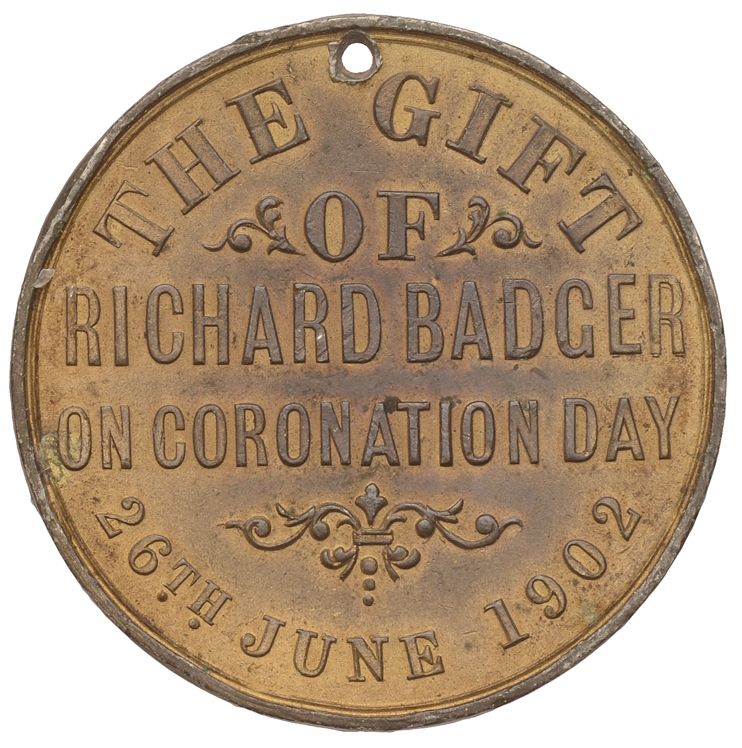 THE GIFT
OF
RICHARD BADGER
ON CORONATION DAY
26TH JUNE 1902